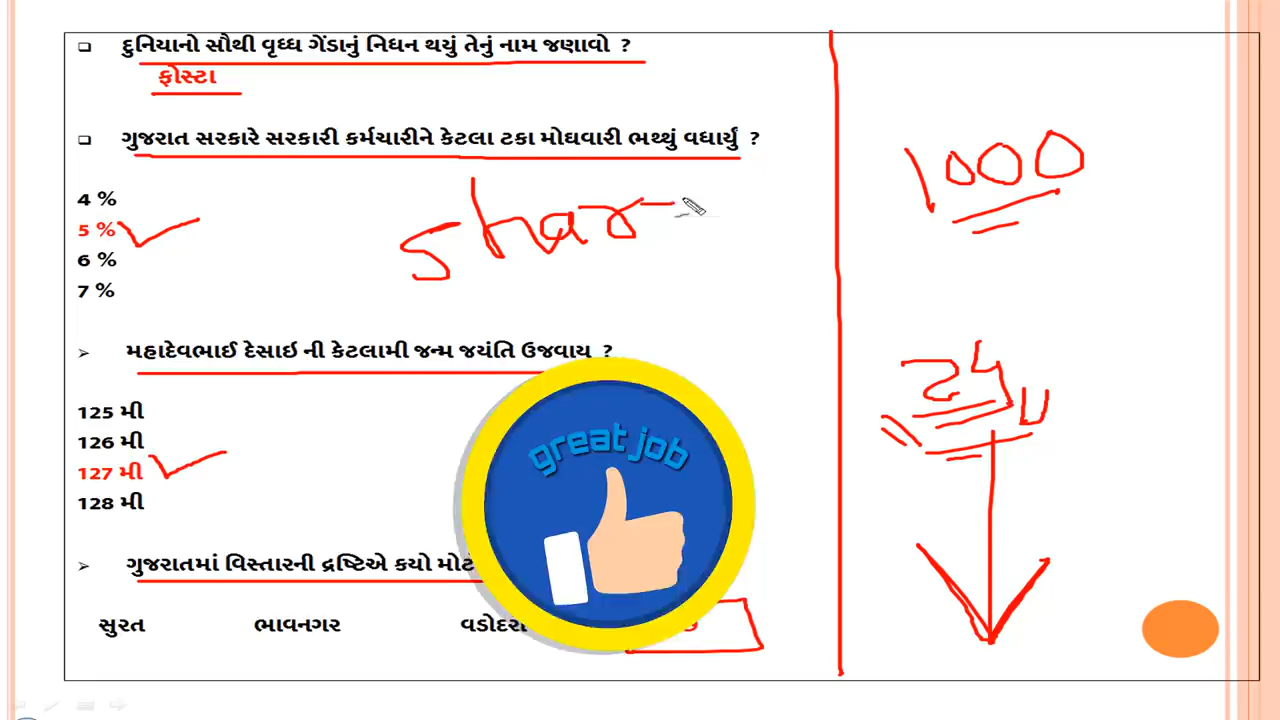 દુનિયાનો સૌથી વૃધ્ધ ગેંડાનું નિધન થયું તેનું નામ જણાવો ?
ફોસ્ટા
ગુજરાત સરકારે સરકારી કર્મચારીને કેટલા ટકા મોઘવારી ભથ્થું વધાર્યું ?
4 %
5 %
6 %
7 %
shar
1000
મહાદેવભાઈ દેસાઇ ની કેટલામી જન્મ જયંતિ ઉજવાય ?
125 મી
126 મી
127 મી
128 મી
great job
ગુજરાતમાં વિસ્તારની દ્રષ્ટિએ કયો
સુરત ભાવનગર વડોદરા